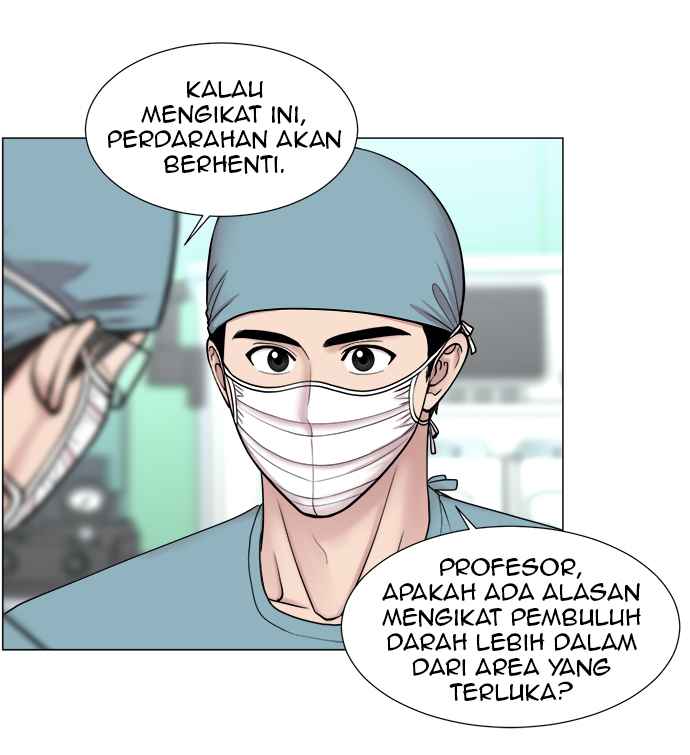 KALAU
MENGIKAT INI,
PERDARAHAN AKAN
BERHENTI.
PROFESOR,
APAKAH ADA ALASAN
MENGIKAT PEMBULUH
DARAH LEBIH DALAM
DARI AREA YANG
TERLUKA?